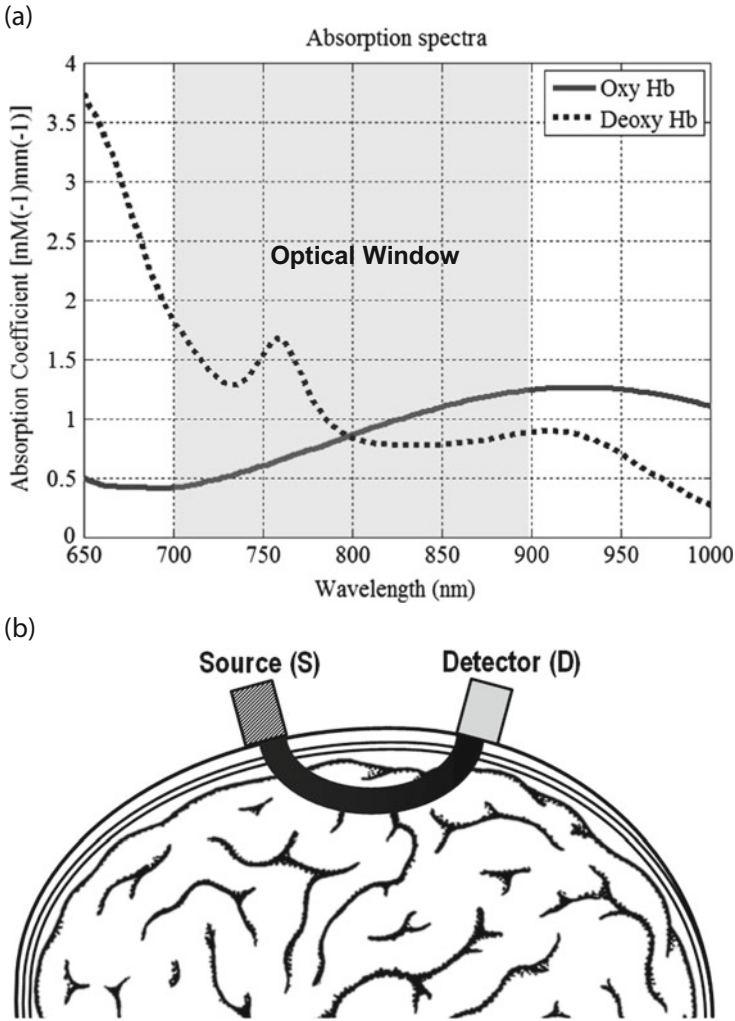 (a)
Absorption spectra
Absorption Coefficient [mM(-1)mm(-1)]
4
3.5
3
2.5
2
1.5
1
0.5
0
Oxy Hb
Deoxy Hb
Optical Window
650 700 750 800 850 900 950 1000
Wavelength (nm)
(b)
Source (S) Detector (D)